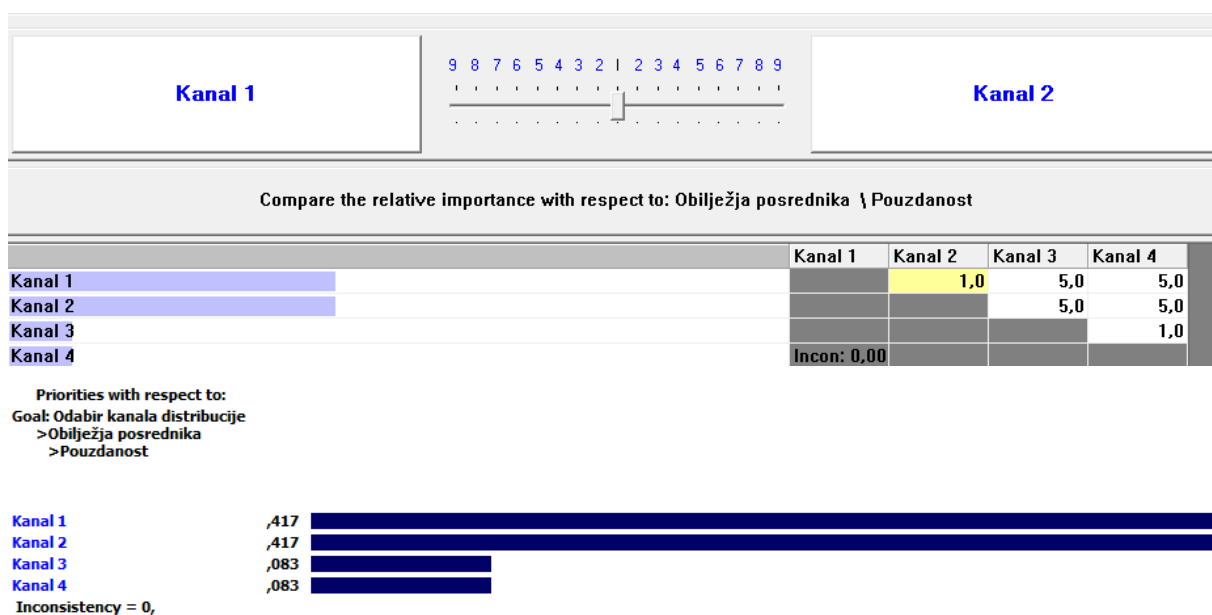 Kanal 1
9 8 7 6 5 4 3 2 1 2 3 4 5 6 7 8 9
Kanal 2
Compare the relative importance with respect to: Obilježja posrednika \ Pouzdanost
Kanal 1 Kanal 2 Kanal 3 Kanal 4
Kanal 1 1,0 5,0 5,0
Kanal 2 5,0 5,0
Kanal 3 1,0
Kanal 4 Incon: 0,00
Priorities with respect to:
Goal: Odabir kanala distribucije
>Obilježja posrednika
>Pouzdanost
Kanal 1 ,417
Kanal 2 ,417
Kanal 3 ,083
Kanal 4 ,083
Inconsistency = 0,